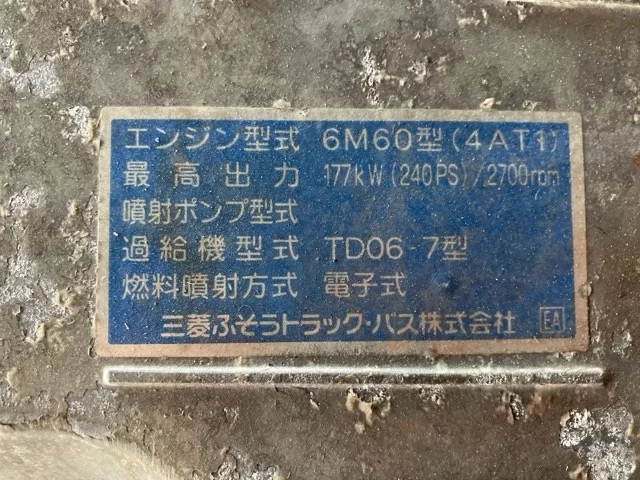 エンジン型式 6M60型(4AT1)
最高出力 177kW(240PS)/2700rpm
噴射ポンプ型式
過給機型式 TD06-7型
燃料噴射方式 電子式
三菱ふそうトラック・バス株式会社 EA